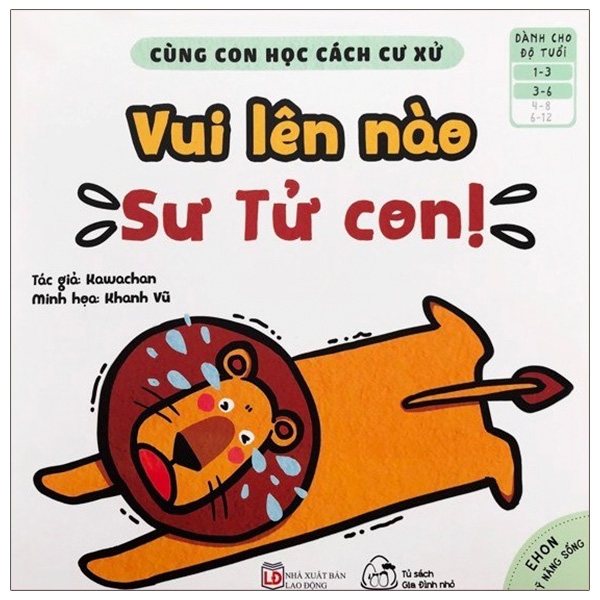 CÙNG CON HỌC CÁCH CƯ XỬ
DÀNH CHO
ĐỘ TUỔI
1-3
3-6
4-8
6-12
Vui lên nào
Sư Tử con!
Tác giả: Kawachan
Minh họa: Khanh Vũ
EHON
NĂNG SỐNG
LĐ
NHÀ XUẤT BẢN
LAO ĐỘNG
Tủ sách
Gia Đình nhỏ